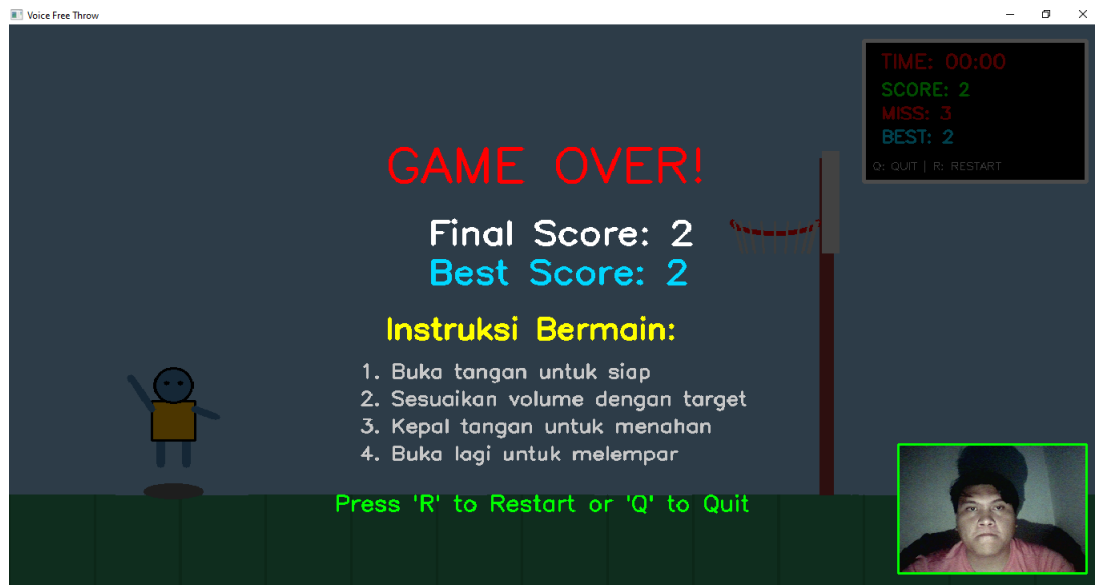 Voice Free Throw
TIME: 00:00
SCORE: 2
MISS: 3
BEST: 2
Q: QUIT | R: RESTART
GAME OVER!
Final Score: 2
Best Score: 2
Instruksi Bermain:
1. Buka tangan untuk siap
2. Sesuaikan volume dengan target
3. Kepal tangan untuk menahan
4. Buka lagi untuk melempar
Press 'R' to Restart or 'Q' to Quit